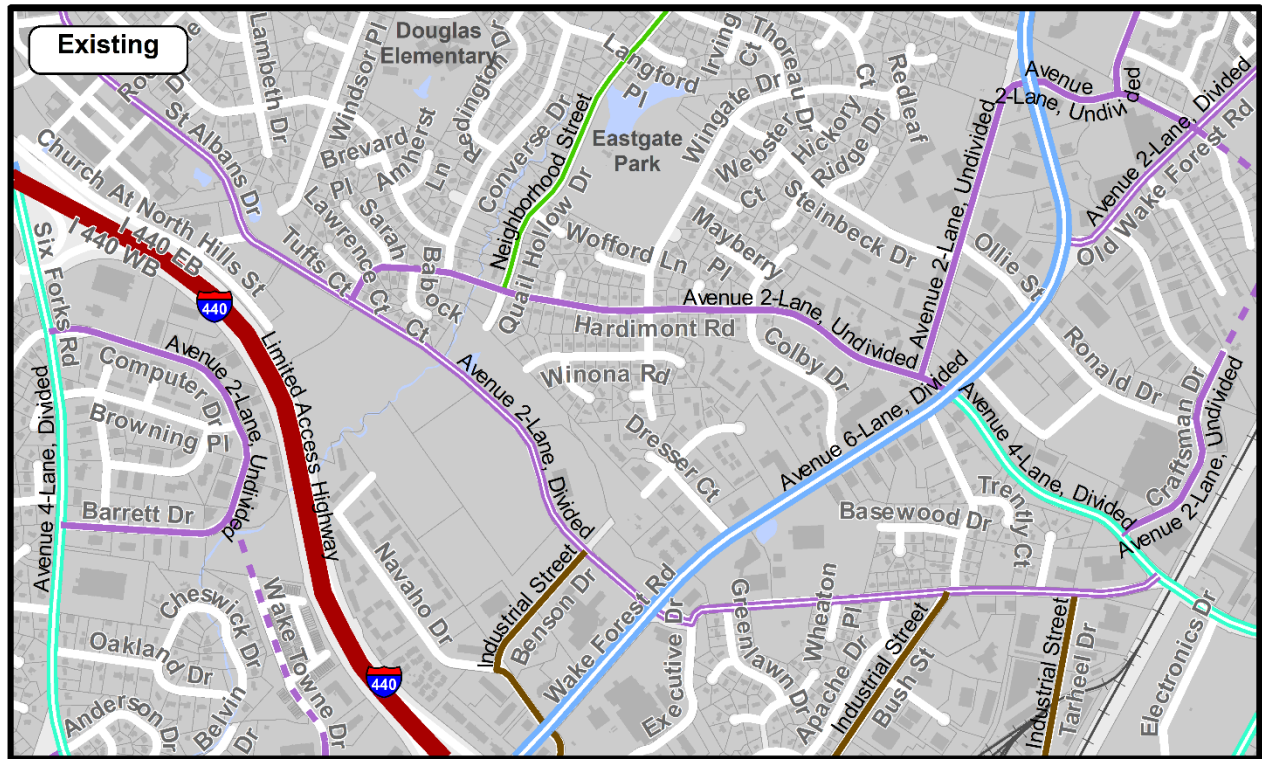 Existing
Lambeth Dr
Windsor Pl
Douglas
Elementary
Redington Dr
Langford
Pl
Irving
Ct
Thoreau Dr
Ct
Redleaf
Avenue
2-Lane, Undivided
Avenue 2-Lane, Divided
Old Wake Forest Rd
St Albans Dr
Church At North Hills St
I 440 EB
I 440 WB
440
Six Forks Rd
Brevard
Pl
Amherst
Ln
Converse Dr
Neighborhood Street
Quail Hollow Dr
Eastgate
Park
Wingate Dr
Webster
Ct
Hickory
Ridge Dr
Steinbeck Dr
Avenue 2-Lane, Undivided
Ollie St
Lawrence Ct
Sarah
Babock
Ct
Tufts Ct
Wofford Ln
Mayberry
Pl
Avenue 2-Lane, Undivided
Hardimont Rd
Colby Dr
Ronald Dr
Craftsman Dr
Avenue 2-Lane, Undivided
Computer Dr
Browning Pl
Barrett Dr
Avenue 2-Lane, Undivided
Limited Access Highway
Avenue 4-Lane, Divided
Avenue 2-Lane, Divided
Winona Rd
Dresser Ct
Avenue 6-Lane, Divided
Avenue 4-Lane, Divided
Trently Ct
Basewood Dr
Navaho Dr
Industrial Street
Benson Dr
Wake Forest Rd
Executive Dr
Greenlawn Dr
Wheaton
Pl
Apache Dr
Industrial Street
Bush St
Industrial Street
Tarheel Dr
Electronics Dr
Cheswick Dr
Oakland Dr
Anderson
Dr
Belvin
Dr
Wake Towne Dr
440